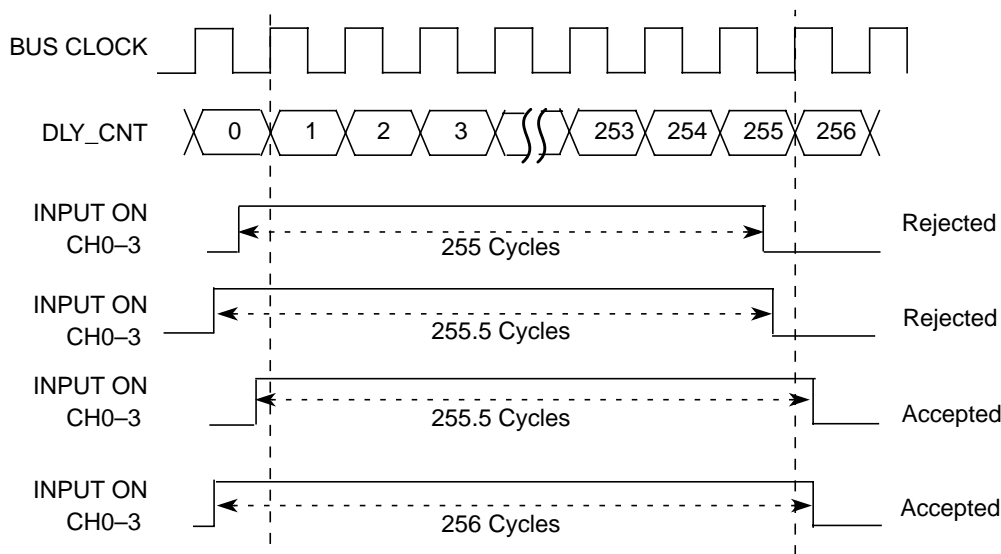 BUS CLOCK
DLY_CNT
0 1 2 3 253 254 255 256
INPUT ON
CH0–3
255 Cycles
Rejected
INPUT ON
CH0–3
255.5 Cycles
Rejected
INPUT ON
CH0–3
255.5 Cycles
Accepted
INPUT ON
CH0–3
256 Cycles
Accepted